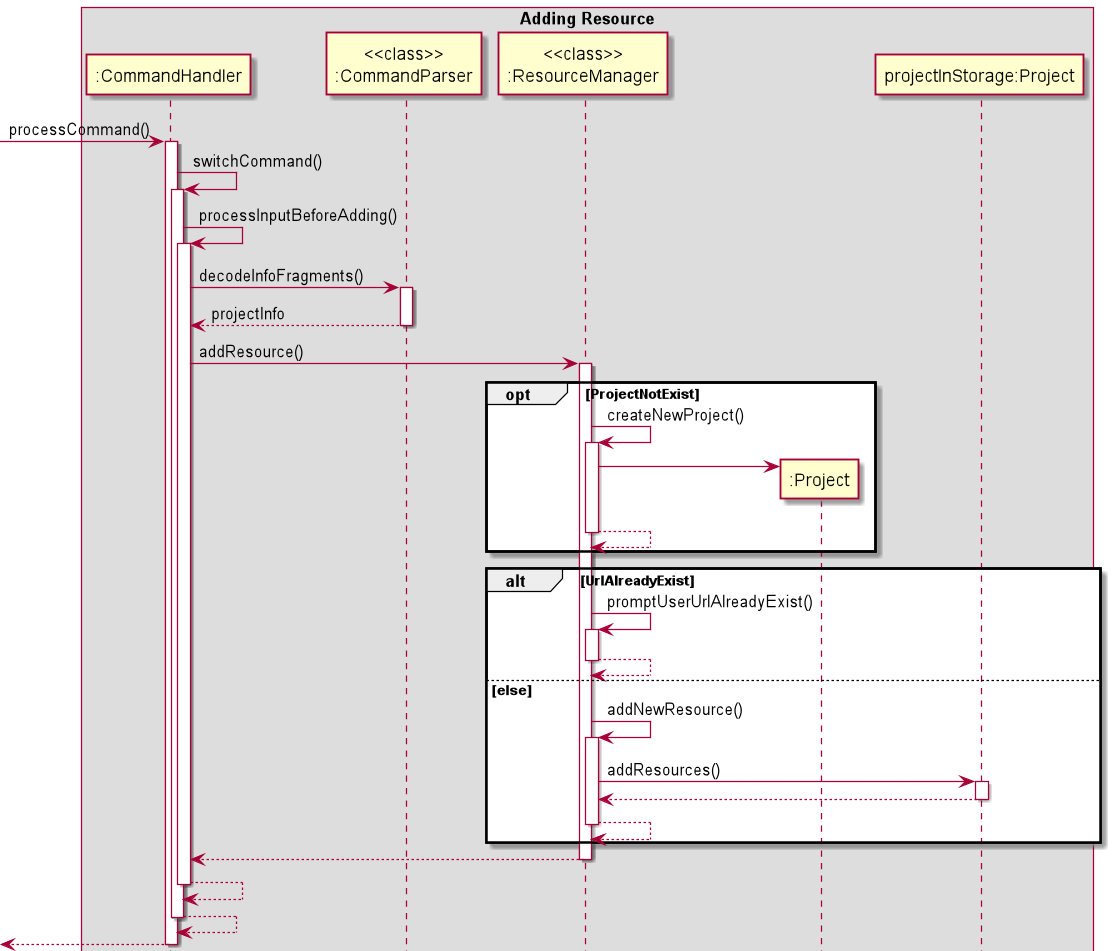 Adding Resource
:CommandHandler
<<class>>
:CommandParser
<<class>>
:ResourceManager
projectInStorage:Project
processCommand()
switchCommand()
processInputBeforeAdding()
decodeInfoFragments()
projectInfo
addResource()
opt
[ProjectNotExist]
createNewProject()
:Project
alt
[UrlAlreadyExist]
promptUserUrlAlreadyExist()
[else]
addNewResource()
addResources()